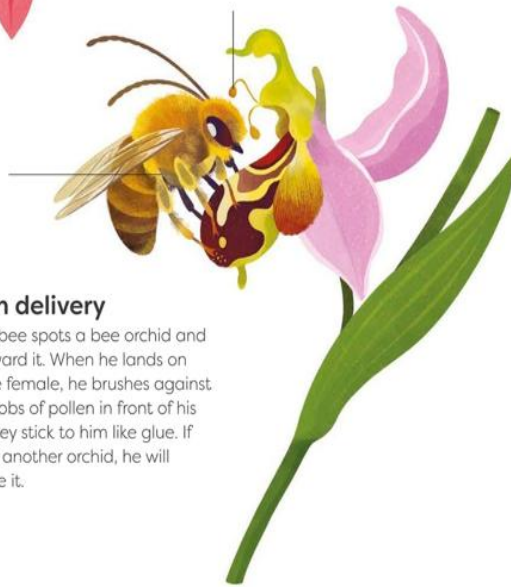 delivery
bee spots a bee orchid and
it. When he lands on
female, he brushes against
of pollen in front of his
stick to him like glue. If
another orchid, he will
it.